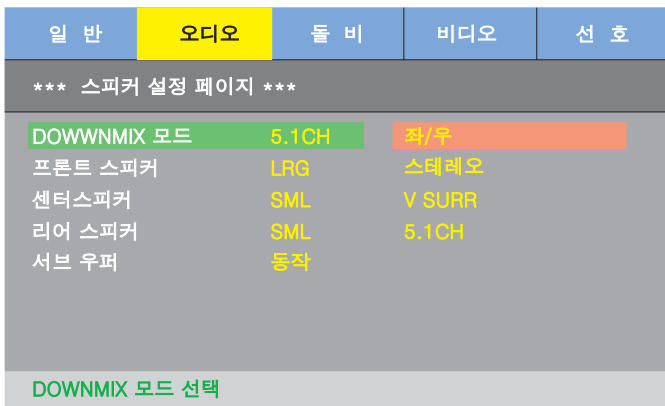 일 반 오디오 돌 비 비디오 선 호
*** 스피커 설정 페이지 ***
DOWWNMIX 모드 5.1CH 좌/우
프론트 스피커 LRG 스테레오
센터스피커 SML V SURR
리어 스피커 SML 5.1CH
서브 우퍼 동작
DOWNMIX 모드 선택